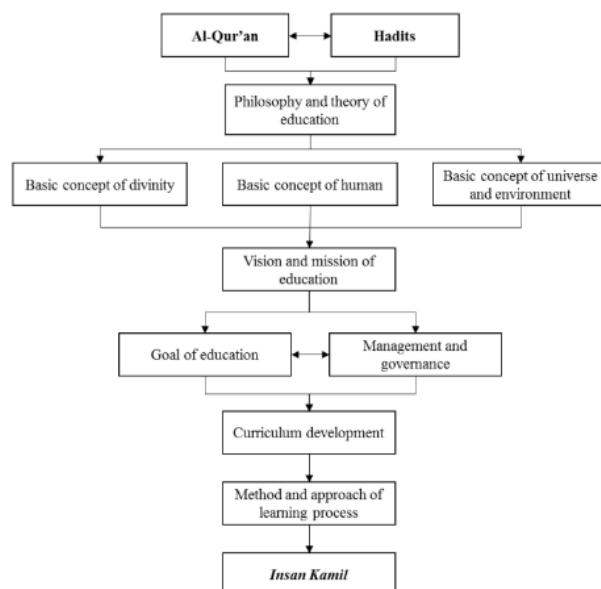 Al-Qur'an
Hadits
Philosophy and theory of
education
Basic concept of divinity
Basic concept of human
Basic concept of universe
and environment
Vision and mission of
education
Goal of education
Management and
governance
Curriculum development
Method and approach of
learning process
Insan Kamil